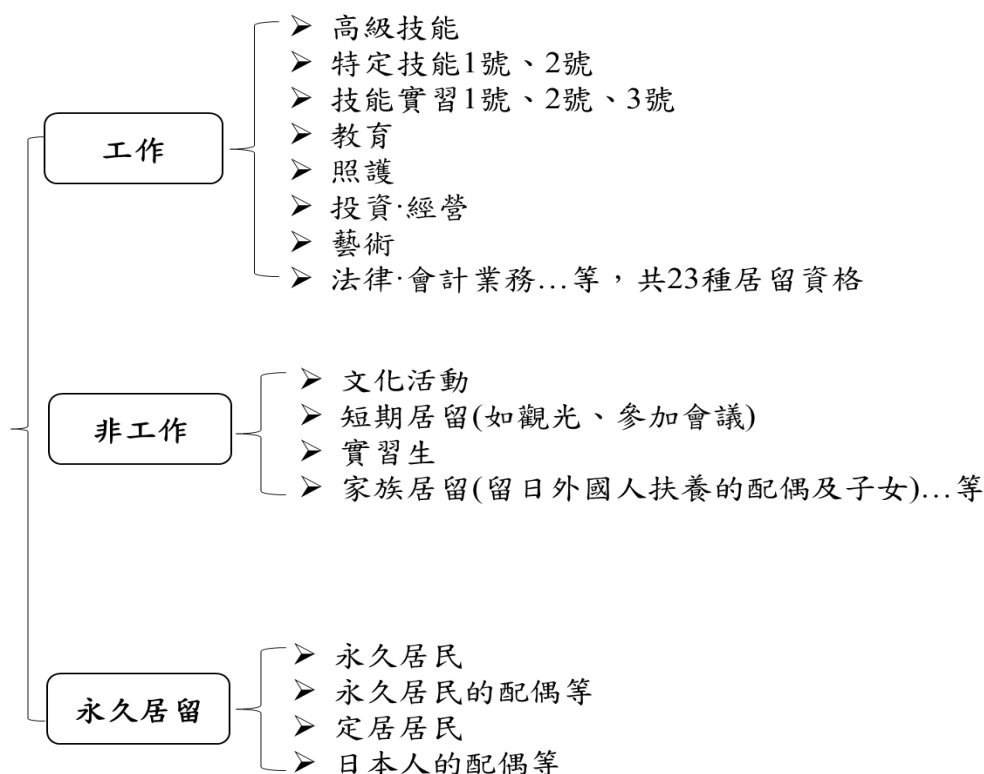 工作
➢ 高級技能
➢ 特定技能1號、2號
➢ 技能實習1號、2號、3號
➢ 教育
➢ 照護
➢ 投資·經營
➢ 藝術
➢ 法律·會計業務…等，共23種居留資格
非工作
➢ 文化活動
➢ 短期居留(如觀光、參加會議)
➢ 實習生
➢ 家族居留(留日外國人扶養的配偶及子女)…等
永久居留
➢ 永久居民
➢ 永久居民的配偶等
➢ 定居居民
➢ 日本人的配偶等